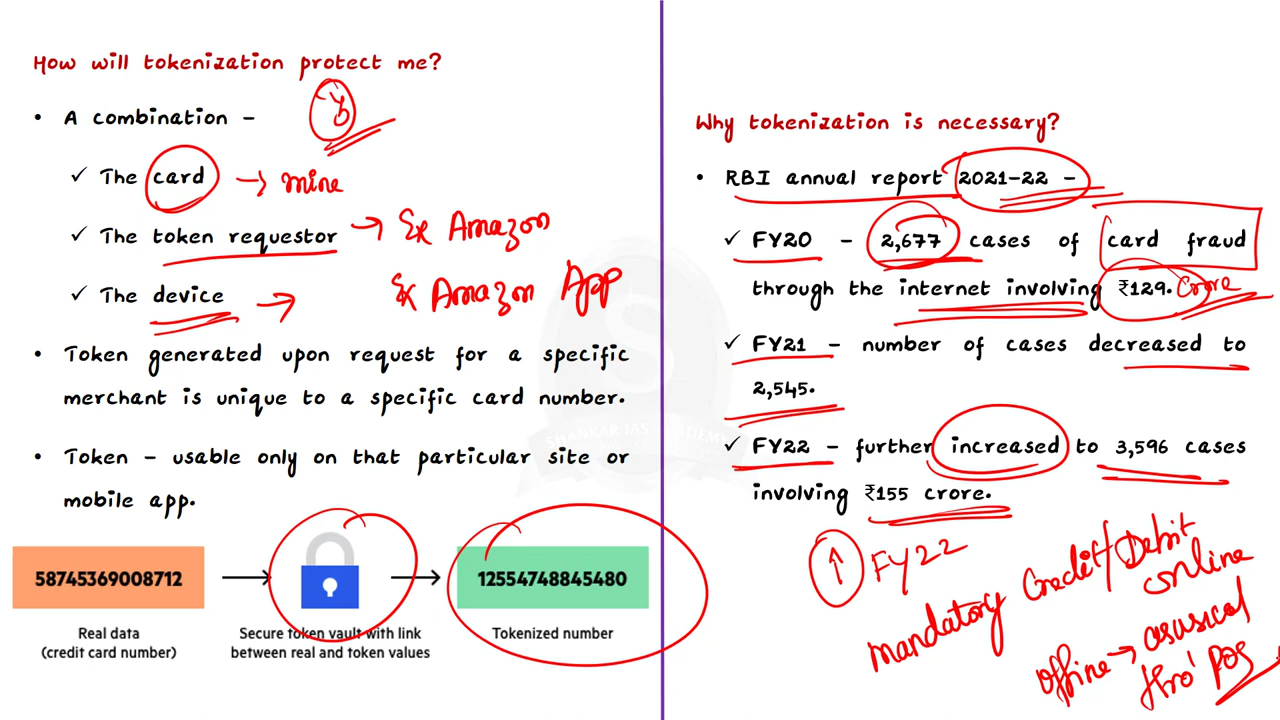 How will tokenization protect me?
• A combination –
✓ The card → mine
✓ The token requestor → Ex Amazon
✓ The device → Ex Amazon App
• Token generated upon request for a specific
merchant is unique to a specific card number.
• Token – usable only on that particular site or
mobile app.
58745369008712
12554748845480
Real data
(credit card number)
Secure token vault with link
between real and token values
Tokenized number
Why tokenization is necessary?
• RBI annual report 2021-22 –
✓ FY20 – 2,677 cases of card fraud
through the internet involving ₹129. Crore
✓ FY21 – number of cases decreased to
2,545.
✓ FY22 – further increased to 3,596 cases
involving ₹155 crore.
↑ FY22
mandatory Credit/Debit
online
offline →
thro' POS
SHANKAR IAS ACADEMY